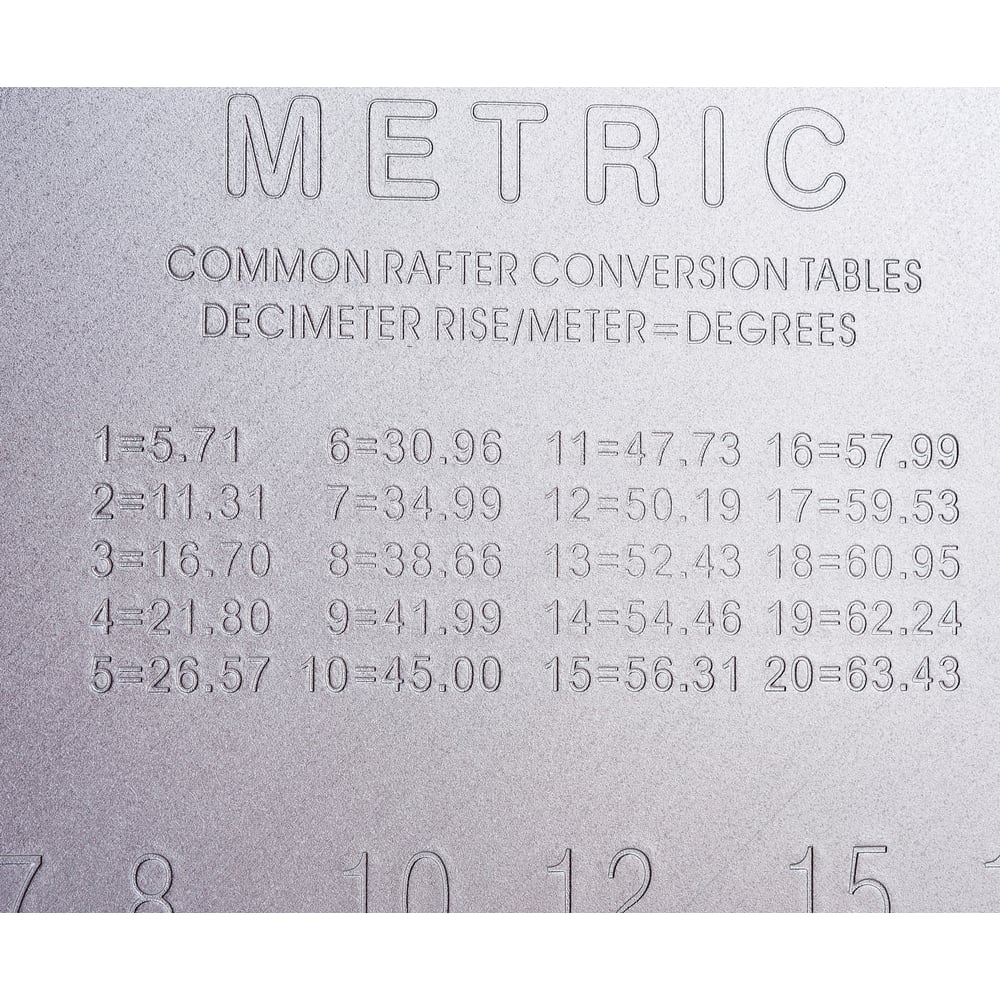 METRIC
COMMON RAFTER CONVERSION TABLES
DECIMETER RISE/METER=DEGREES
1=5.71 6=30.96 11=47.73 16=57.99
2=11.31 7=34.99 12=50.19 17=59.53
3=16.70 8=38.66 13=52.43 18=60.95
4=21.80 9=41.99 14=54.46 19=62.24
5=26.57 10=45.00 15=56.31 20=63.43
7 8 10 12 15